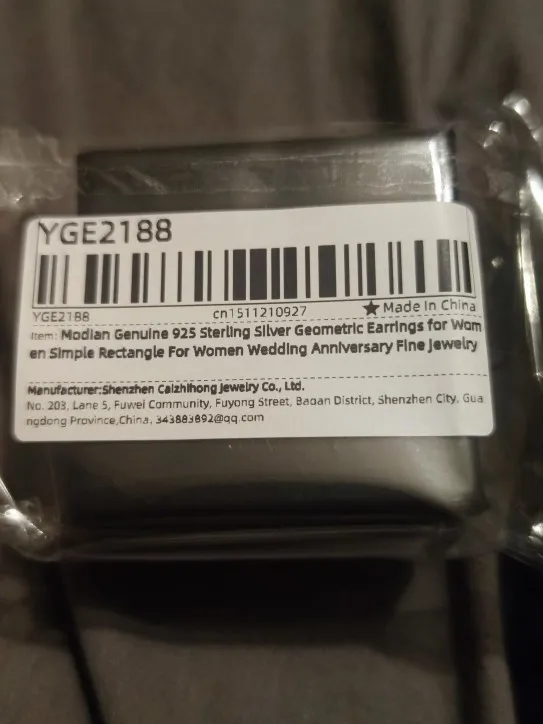 YGE2188
YGE2188 cn1511210927 ★ Made In China
Item: Modian Genuine 925 Sterling Silver Geometric Earrings for Wom
en Simple Rectangle For Women Wedding Anniversary Fine Jewelry
Manufacturer:Shenzhen Caizhihong Jewelry Co., Ltd.
No. 203, Lane 5, Fuwei Community, Fuyong Street, Baoan District, Shenzhen City, Gua
ngdong Province,China, 343883892@qq.com